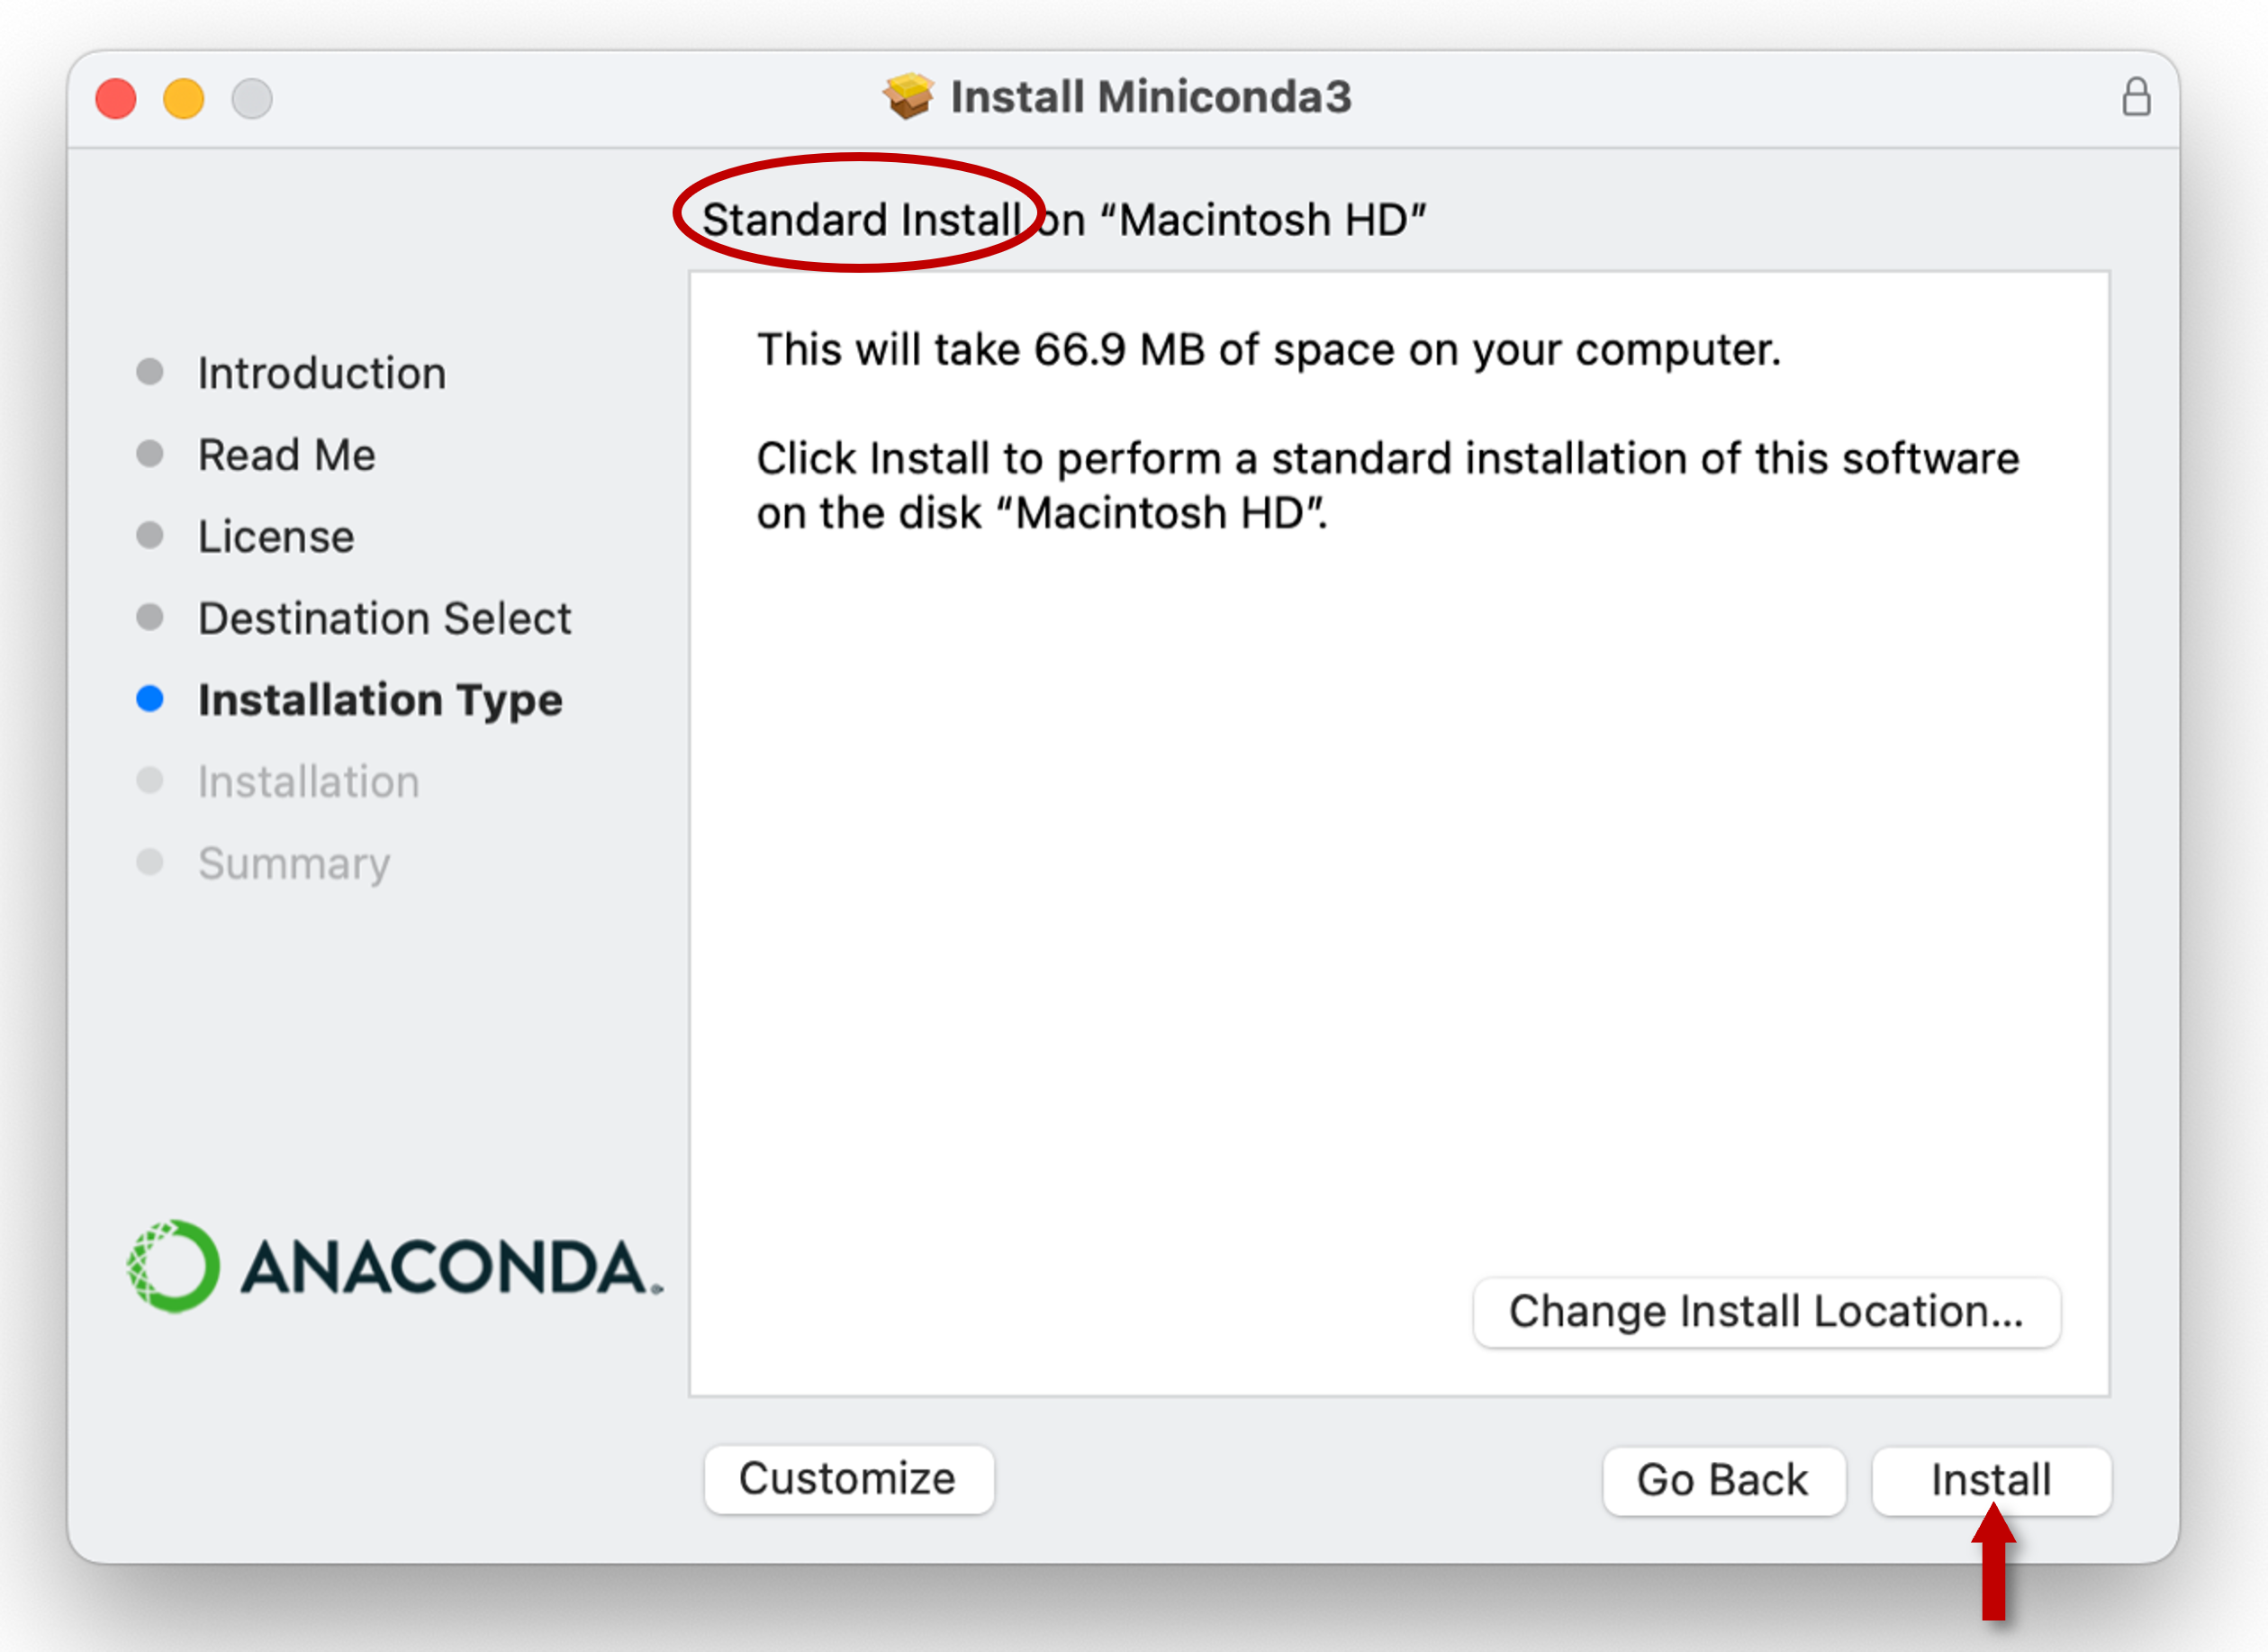 Install Miniconda3
Standard Install on “Macintosh HD”
This will take 66.9 MB of space on your computer.
Click Install to perform a standard installation of this software
on the disk “Macintosh HD”.
Introduction
Read Me
License
Destination Select
Installation Type
Installation
Summary
ANACONDA.
Change Install Location...
Customize
Go Back
Install